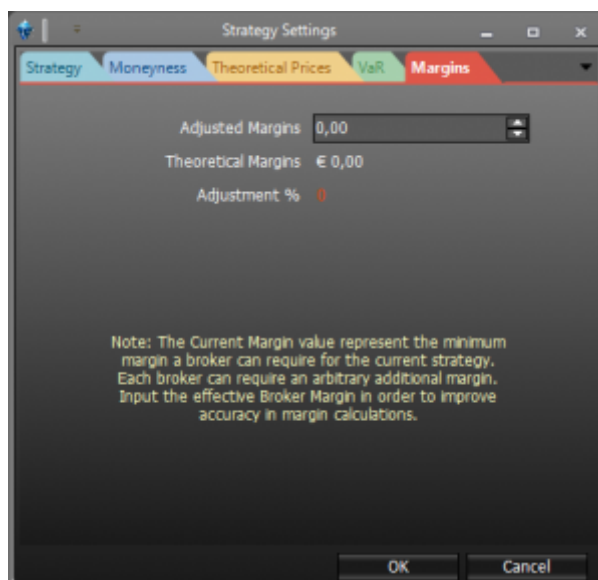 Strategy Settings
Strategy Moneyness Theoretical Prices VaR Margins
Adjusted Margins 0,00
Theoretical Margins € 0,00
Adjustment % 0
Note: The Current Margin value represent the minimum
margin a broker can require for the current strategy.
Each broker can require an arbitrary additional margin.
Input the effective Broker Margin in order to improve
accuracy in margin calculations.
OK Cancel